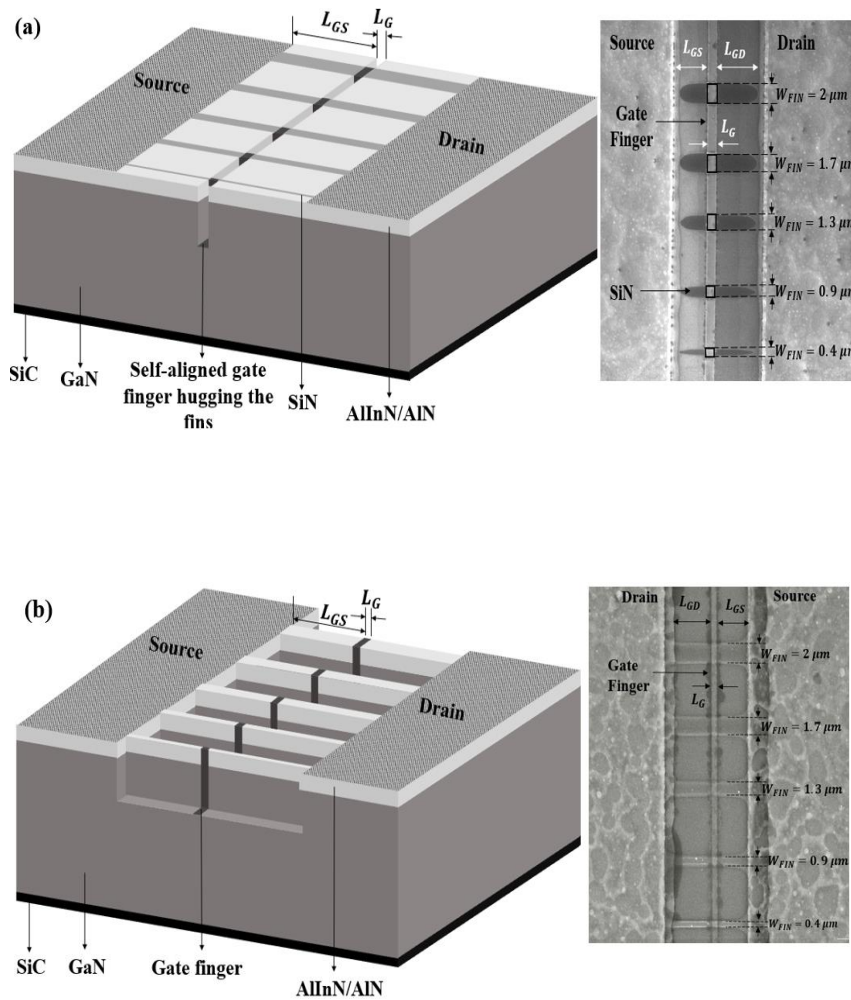 (a)
L_GS
L_G
Source
Drain
SiC
GaN
Self-aligned gate
finger hugging the
fins
SiN
AlInN/AlN
Source
Drain
L_GS
L_GD
W_FIN = 2 μm
Gate
Finger
L_G
W_FIN = 1.7 μm
W_FIN = 1.3 μm
SiN
W_FIN = 0.9 μm
W_FIN = 0.4 μm
(b)
L_GS
L_G
Source
Drain
SiC
GaN
Gate finger
AlInN/AlN
Drain
Source
L_GD
L_GS
W_FIN = 2 μm
Gate
Finger
L_G
W_FIN = 1.7 μm
W_FIN = 1.3 μm
W_FIN = 0.9 μm
W_FIN = 0.4 μm